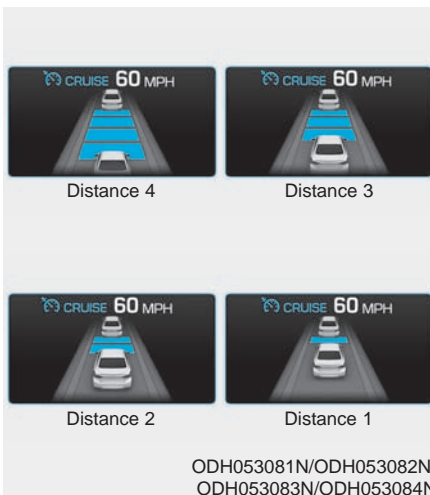 CRUISE 60 MPH
Distance 4
CRUISE 60 MPH
Distance 3
CRUISE 60 MPH
Distance 2
CRUISE 60 MPH
Distance 1
ODH053081N/ODH053082N
ODH053083N/ODH053084N